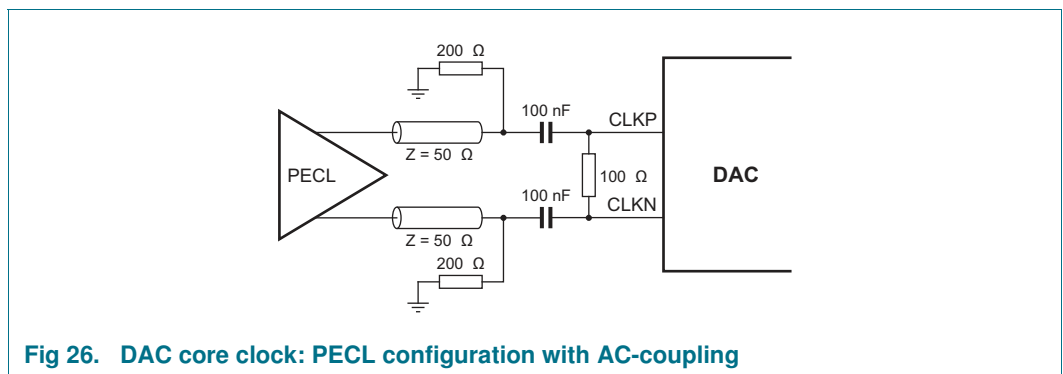 200 Ω
100 nF
CLKP
Z = 50 Ω
PECL
100 Ω
DAC
100 nF
CLKN
Z = 50 Ω
200 Ω
Fig 26. DAC core clock: PECL configuration with AC-coupling